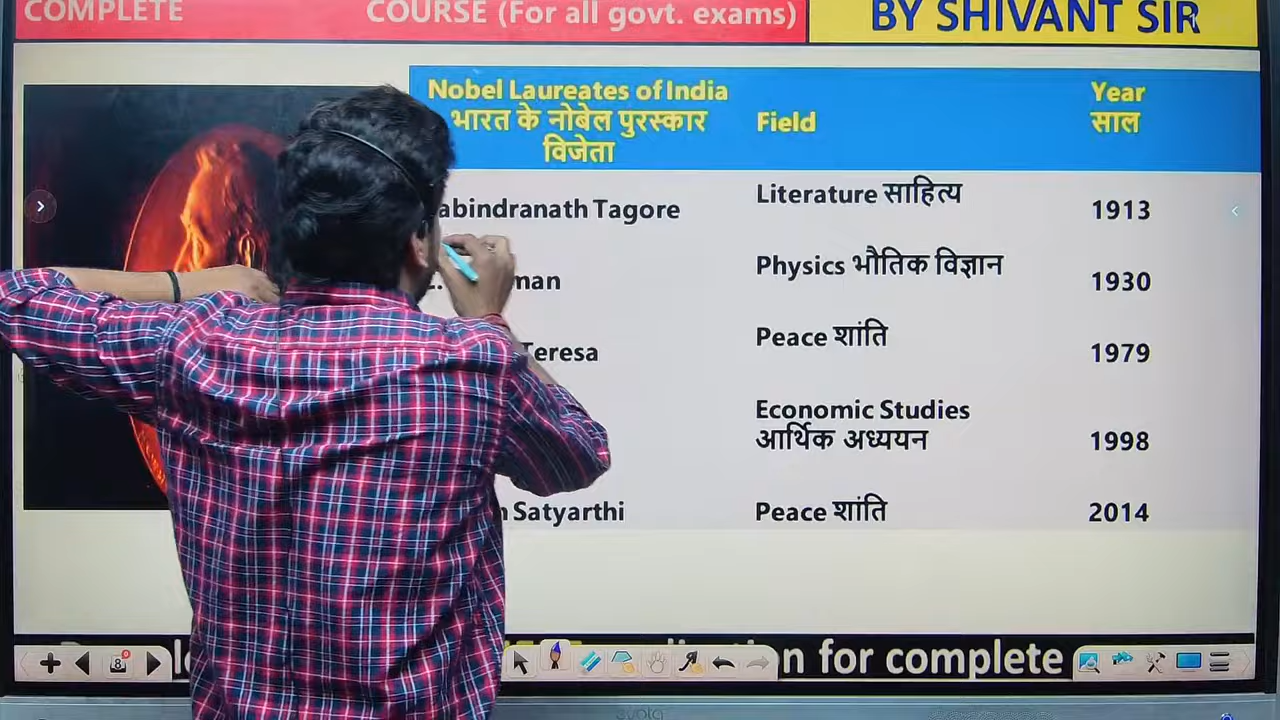 COMPLETE COURSE (For all govt. exams) BY SHIVANT SIR
Nobel Laureates of India
भारत के नोबेल पुरस्कार
विजेता
Field
Year
साल
abindranath Tagore
Literature साहित्य
1913
man
Physics भौतिक विज्ञान
1930
Teresa
Peace शांति
1979
Economic Studies
आर्थिक अध्ययन
1998
Satyarthi
Peace शांति
2014
n for complete
8